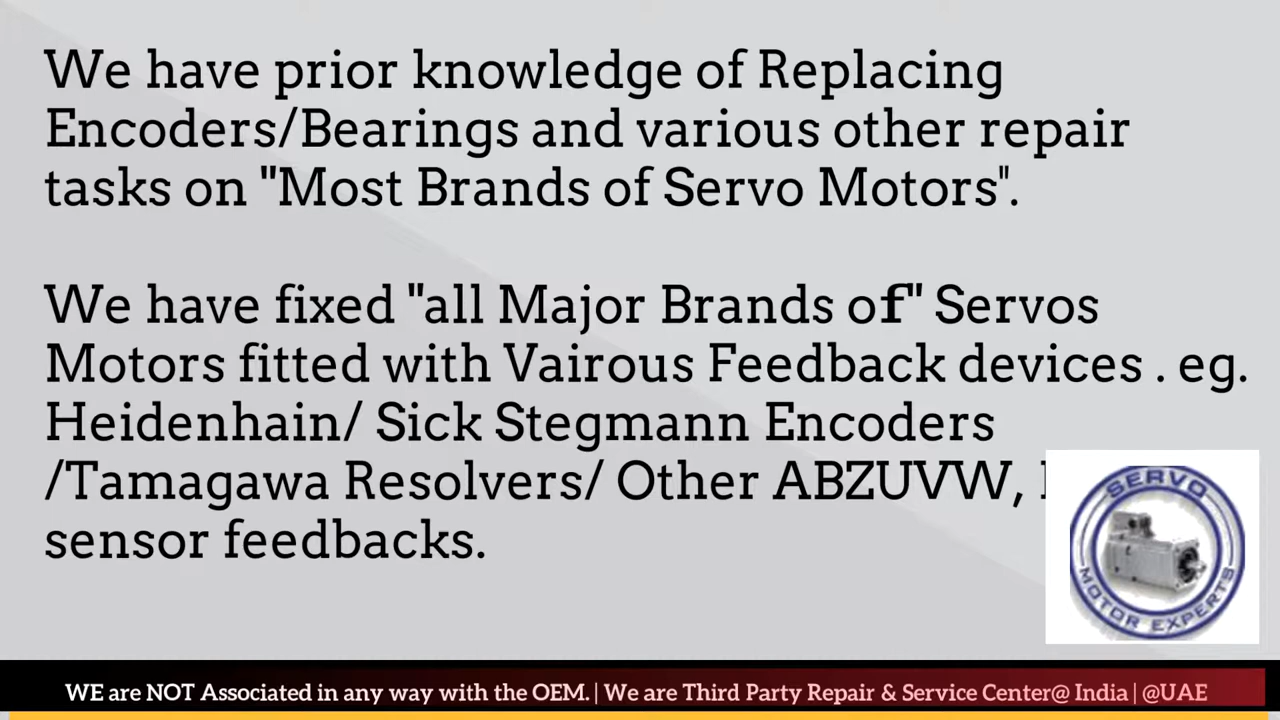 We have prior knowledge of Replacing
Encoders/Bearings and various other repair
tasks on "Most Brands of Servo Motors".
We have fixed "all Major Brands of" Servos
Motors fitted with Vairous Feedback devices . eg.
Heidenhain/ Sick Stegmann Encoders
/Tamagawa Resolvers/ Other ABZUVW,
sensor feedbacks.
SERVO
MOTOR EXPERTS
WE are NOT Associated in any way with the OEM. | We are Third Party Repair & Service Center@ India | @UAE